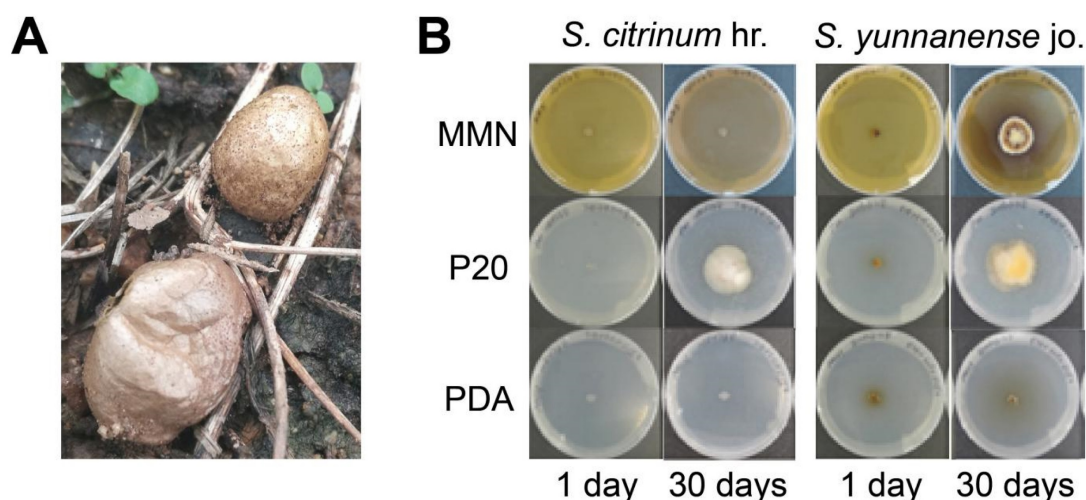 A
B
S. citrinum hr.
S. yunnanense jo.
MMN
P20
PDA
1 day
30 days
1 day
30 days